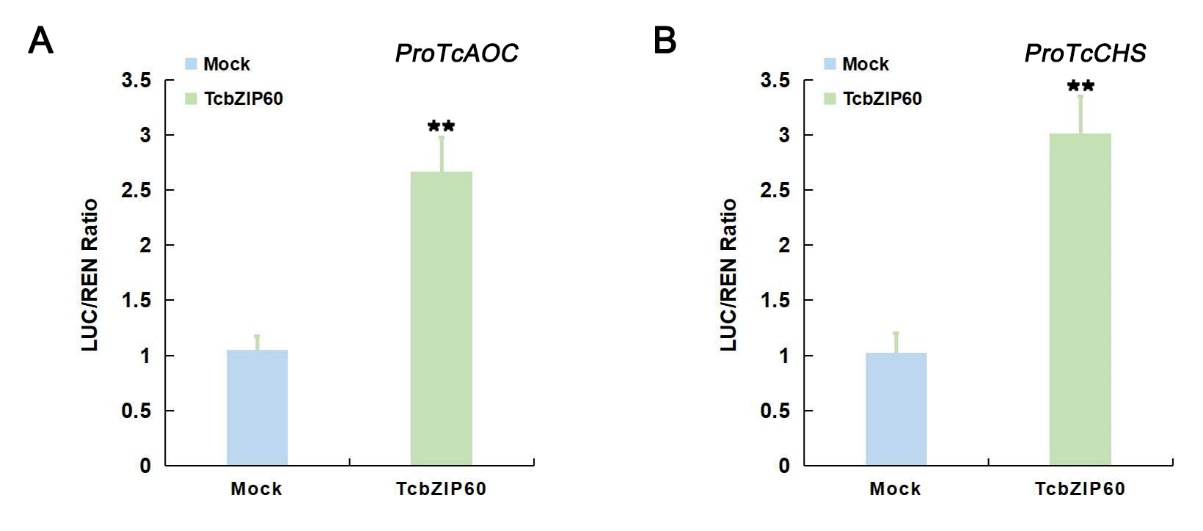 A
ProTcAOC
Mock
TcbZIP60
**
3.5
3
2.5
2
1.5
1
0.5
0
LUC/REN Ratio
Mock
TcbZIP60
B
ProTcCHS
Mock
TcbZIP60
**
3.5
3
2.5
2
1.5
1
0.5
0
LUC/REN Ratio
Mock
TcbZIP60